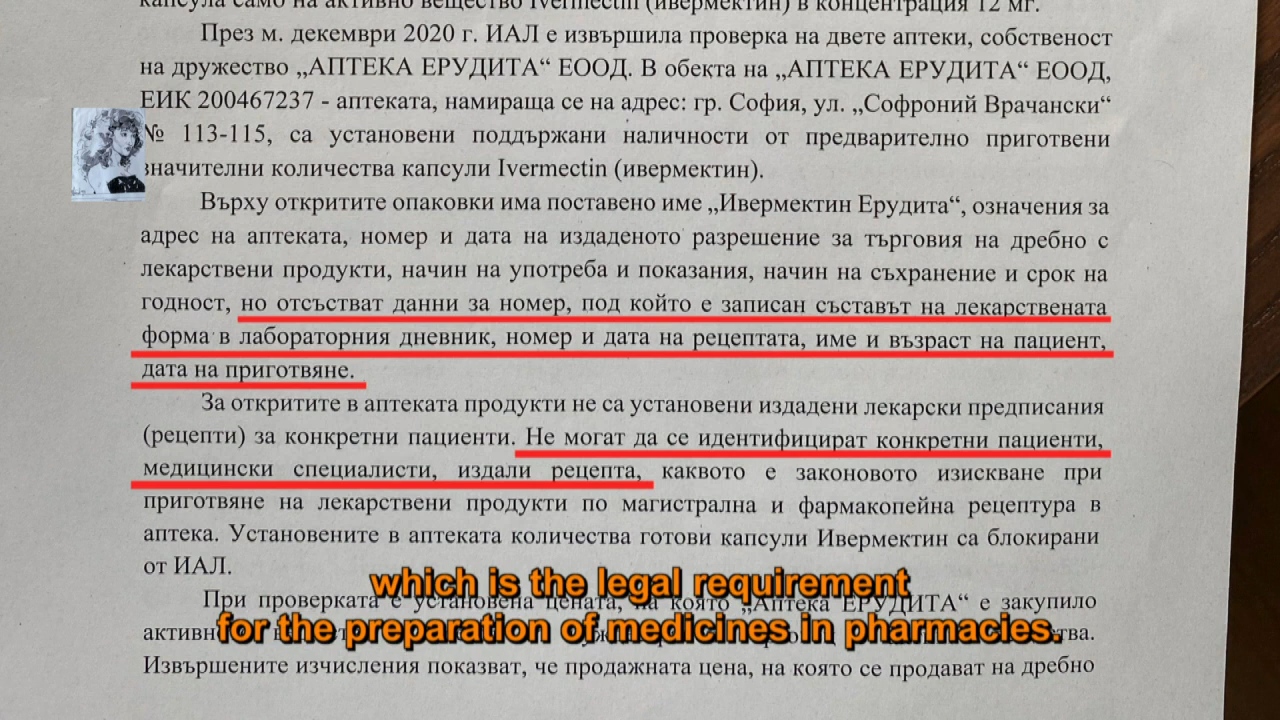 капсула само на активно вещество Ivermectin (ивермектин) в концентрация 12 мг.
През м. декември 2020 г. ИАЛ е извършила проверка на двете аптеки, собственост
на дружество „АПТЕКА ЕРУДИТА“ ЕООД. В обекта на „АПТЕКА ЕРУДИТА“ ЕООД,
ЕИК 200467237 - аптеката, намираща се на адрес: гр. София, ул. „Софроний Врачански“
№ 113-115, са установени поддържани наличности от предварително приготвени
значителни количества капсули Ivermectin (ивермектин).
Върху откритите опаковки има поставено име „Ивермектин Ерудита“, означения за
адрес на аптеката, номер и дата на издаденото разрешение за търговия на дребно с
лекарствени продукти, начин на употреба и показания, начин на съхранение и срок на
годност, но отсъстват данни за номер, под който е записан съставът на лекарствената
форма в лабораторния дневник, номер и дата на рецептата, име и възраст на пациент,
дата на приготвяне.
За откритите в аптеката продукти не са установени издадени лекарски предписания
(рецепти) за конкретни пациенти. Не могат да се идентифицират конкретни пациенти,
медицински специалисти, издали рецепта, каквото е законовото изискване при
приготвяне на лекарствени продукти по магистрална и фармакопейна рецептура в
аптека. Установените в аптеката количества готови капсули Ивермектин са блокирани
от ИАЛ.
which is the legal requirement
При проверката е установена цената, на която „Аптека ЕРУДИТА“ е закупило
for the preparation of medicines in pharmacies.
Извършените изчисления показват, че продажната цена, на която се продават на дребно